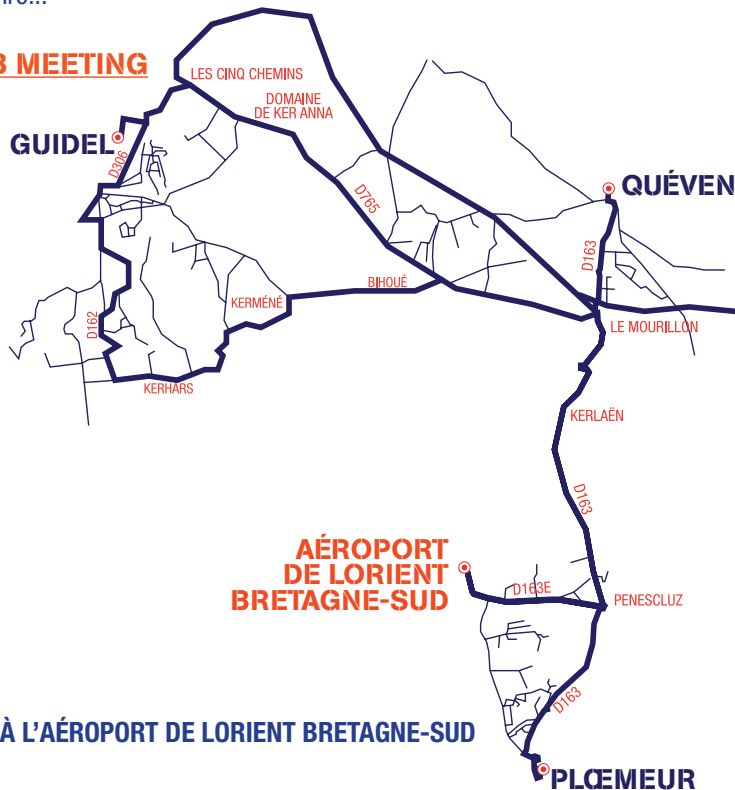 B MEETING
LES CINQ CHEMINS
DOMAINE
DE KER ANNA
GUIDEL
D306
D765
QUÉVEN
D163
BIHOUÉ
KERMÉNÉ
D162
LE MOURILLON
KERHARS
KERLAËN
D163
AÉROPORT
DE LORIENT
BRETAGNE-SUD
D163E
PENESCLUZ
D163
À L'AÉROPORT DE LORIENT BRETAGNE-SUD
PLŒMEUR